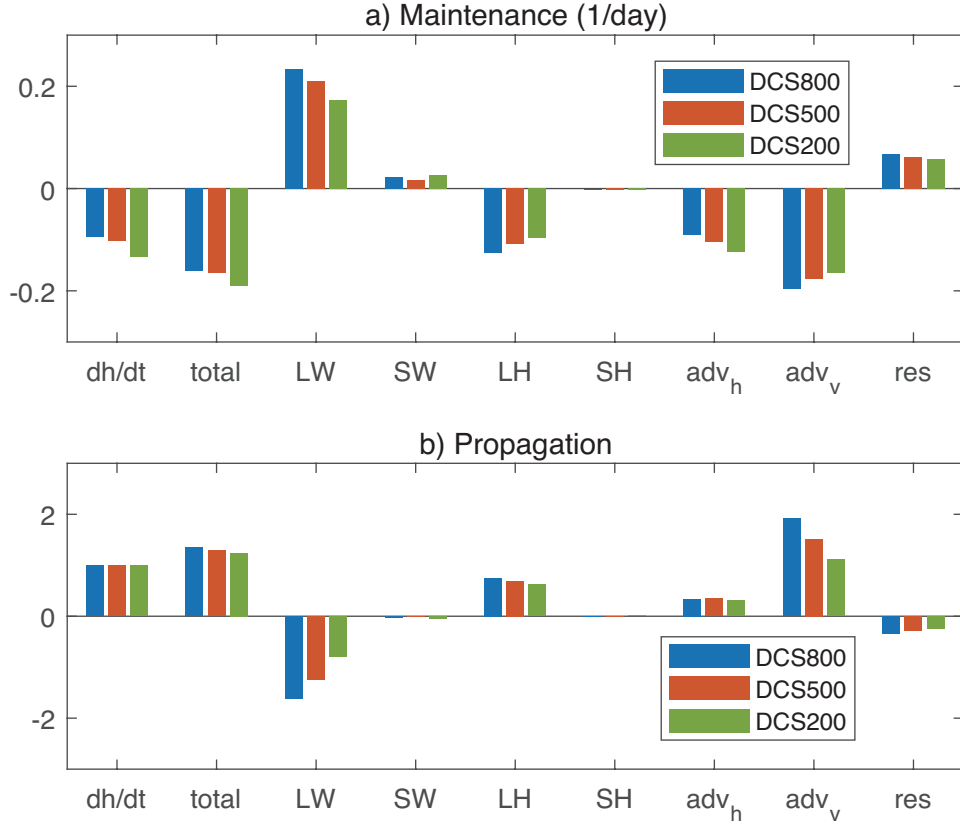 a) Maintenance (1/day)
0.2
0
-0.2
DCS800
DCS500
DCS200
dh/dt total LW SW LH SH adv_h adv_v res
b) Propagation
2
0
-2
DCS800
DCS500
DCS200
dh/dt total LW SW LH SH adv_h adv_v res